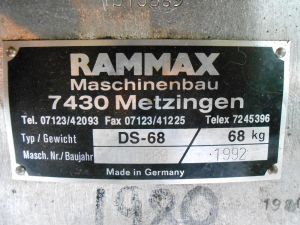 RAMMAX
Maschinenbau
7430 Metzingen
Tel. 07123/42093 Fax 07123/41225 Telex 7245396
Typ/Gewicht DS-68 68 kg
Masch. Nr./Baujahr 1992
Made in Germany